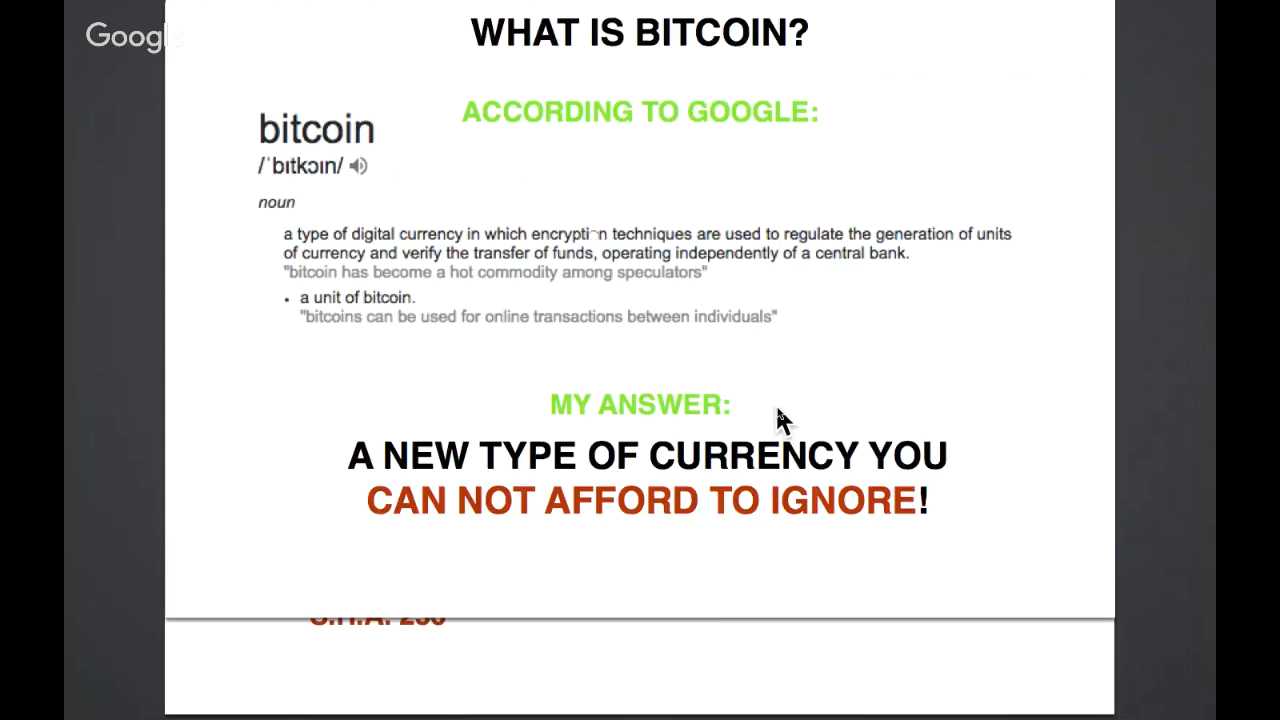 Google
WHAT IS BITCOIN?
ACCORDING TO GOOGLE:
bitcoin
/ˈbɪtkɔɪn/
noun
a type of digital currency in which encryption techniques are used to regulate the generation of units
of currency and verify the transfer of funds, operating independently of a central bank.
"bitcoin has become a hot commodity among speculators"
• a unit of bitcoin.
"bitcoins can be used for online transactions between individuals"
MY ANSWER:
A NEW TYPE OF CURRENCY YOU
CAN NOT AFFORD TO IGNORE!
S.H.A. 256